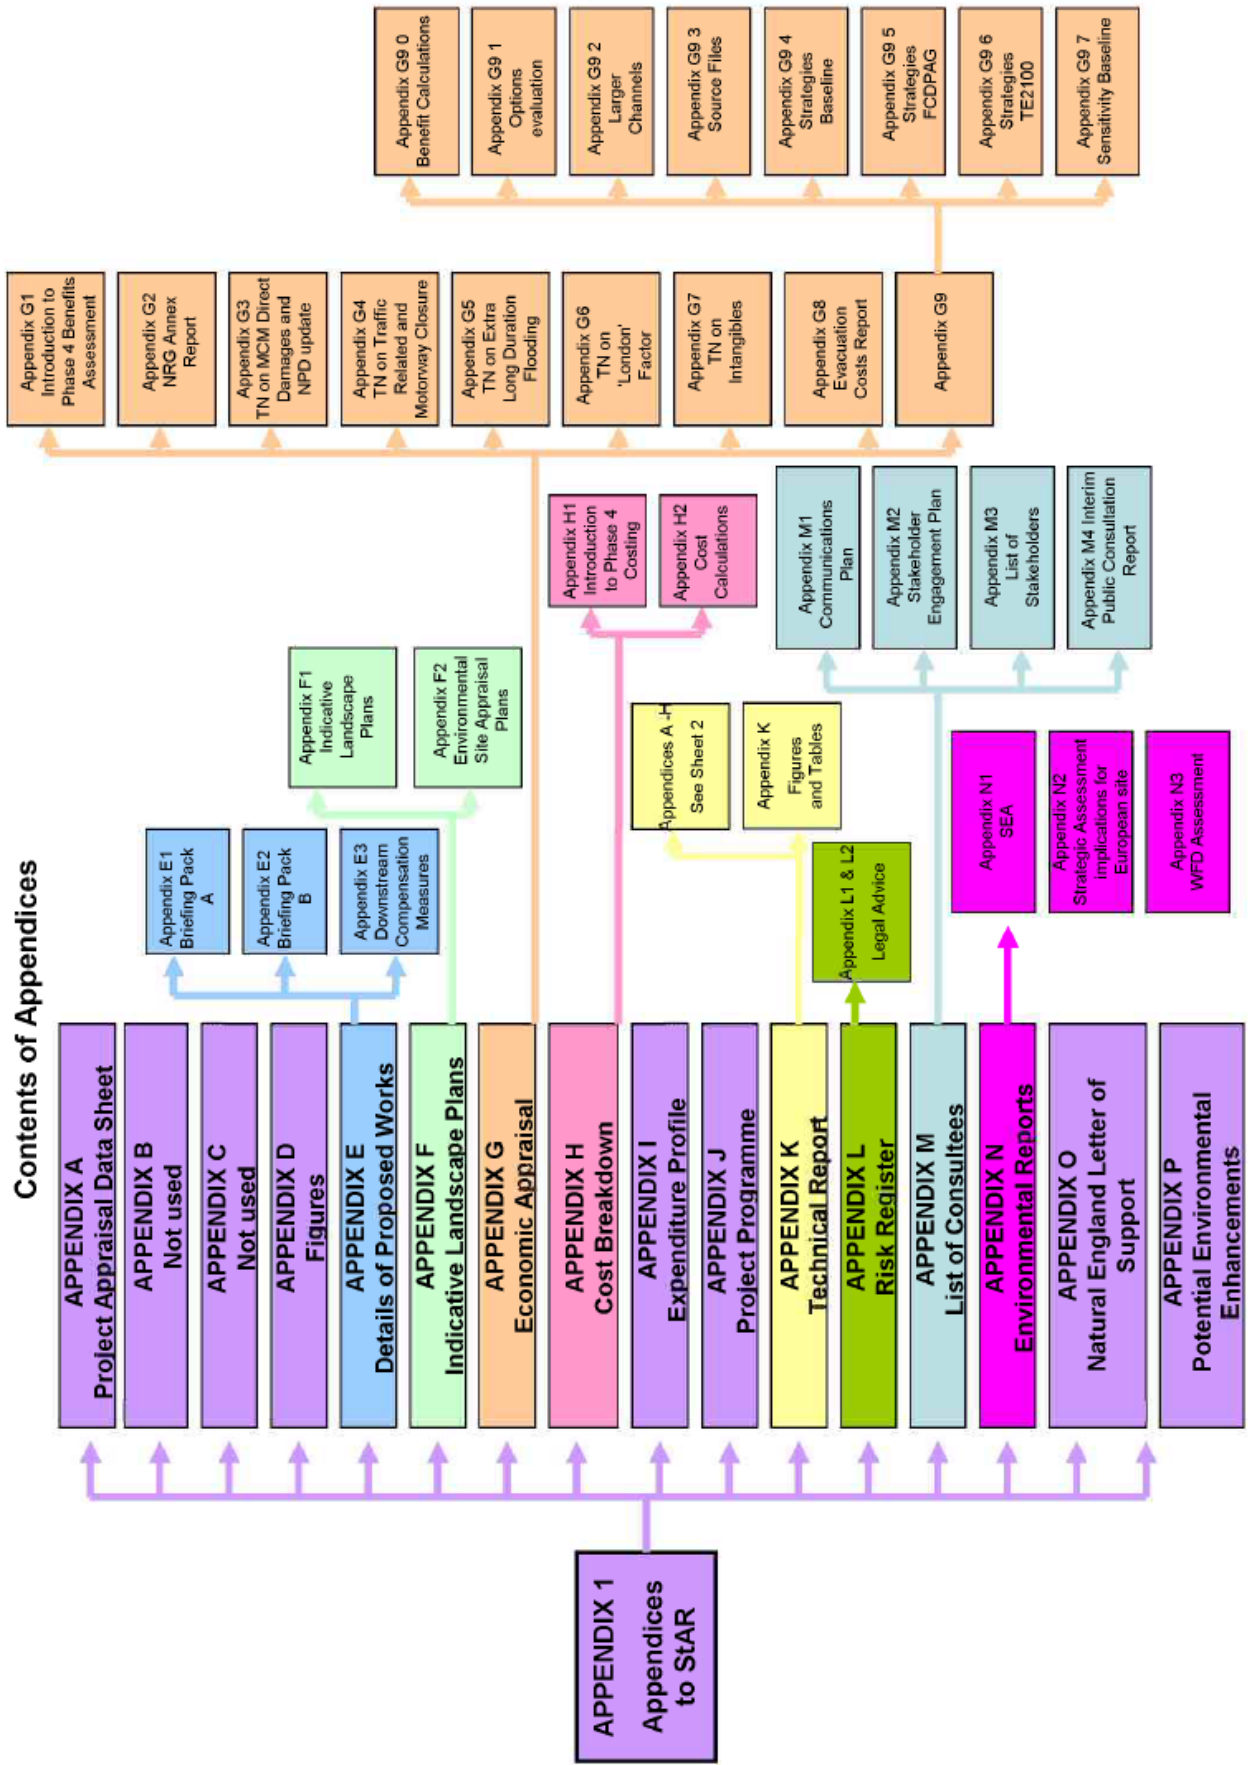 Contents of Appendices
APPENDIX 1
Appendices
to StAR
APPENDIX A
Project Appraisal Data Sheet
APPENDIX B
Not used
APPENDIX C
Not used
APPENDIX D
Figures
APPENDIX E
Details of Proposed Works
APPENDIX F
Indicative Landscape Plans
APPENDIX G
Economic Appraisal
APPENDIX H
Cost Breakdown
APPENDIX I
Expenditure Profile
APPENDIX J
Project Programme
APPENDIX K
Technical Report
APPENDIX L
Risk Register
APPENDIX M
List of Consultees
APPENDIX N
Environmental Reports
APPENDIX O
Natural England Letter of
Support
APPENDIX P
Potential Environmental
Enhancements
Appendix E1
Briefing Pack
A
Appendix E2
Briefing Pack
B
Appendix E3
Downstream
Compensation
Measures
Appendix F1
Indicative
Landscape
Plans
Appendix F2
Environmental
Site Appraisal
Plans
Appendix G1
Introduction to
Phase 4 Benefits
Assessment
Appendix G2
NRG Annex
Report
Appendix G3
TN on MCM Direct
Damages and
NPD update
Appendix G4
TN on Traffic
Related and
Motorway Closure
Appendix G5
TN on Extra
Long Duration
Flooding
Appendix G6
TN on
'London'
Factor
Appendix G7
TN on
Intangibles
Appendix G8
Evacuation
Costs Report
Appendix G9
Appendix G9 0
Benefit Calculations
Appendix G9 1
Options
evaluation
Appendix G9 2
Larger
Channels
Appendix G9 3
Source Files
Appendix G9 4
Strategies
Baseline
Appendix G9 5
Strategies
FCDPAG
Appendix G9 6
Strategies
TE2100
Appendix G9 7
Sensitivity Baseline
Appendix H1
Introduction
to Phase 4
Costing
Appendix H2
Cost
Calculations
Appendices A -H
See Sheet 2
Appendix K
Figures
and Tables
Appendix L1 & L2
Legal Advice
Appendix M1
Communications
Plan
Appendix M2
Stakeholder
Engagement Plan
Appendix M3
List of
Stakeholders
Appendix M4 Interim
Public Consultation
Report
Appendix N1
SEA
Appendix N2
Strategic Assessment
implications for
European site
Appendix N3
WFD Assessment